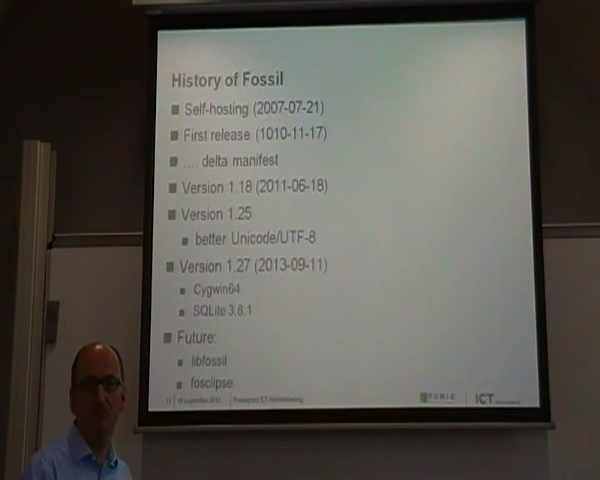 History of Fossil
Self-hosting (2007-07-21)
First release (1010-11-17)
.... delta manifest
Version 1.18 (2011-06-18)
Version 1.25
better Unicode/UTF-8
Version 1.27 (2013-09-11)
Cygwin64
SQLite 3.8.1
Future:
libfossil
fosclipse
ICT